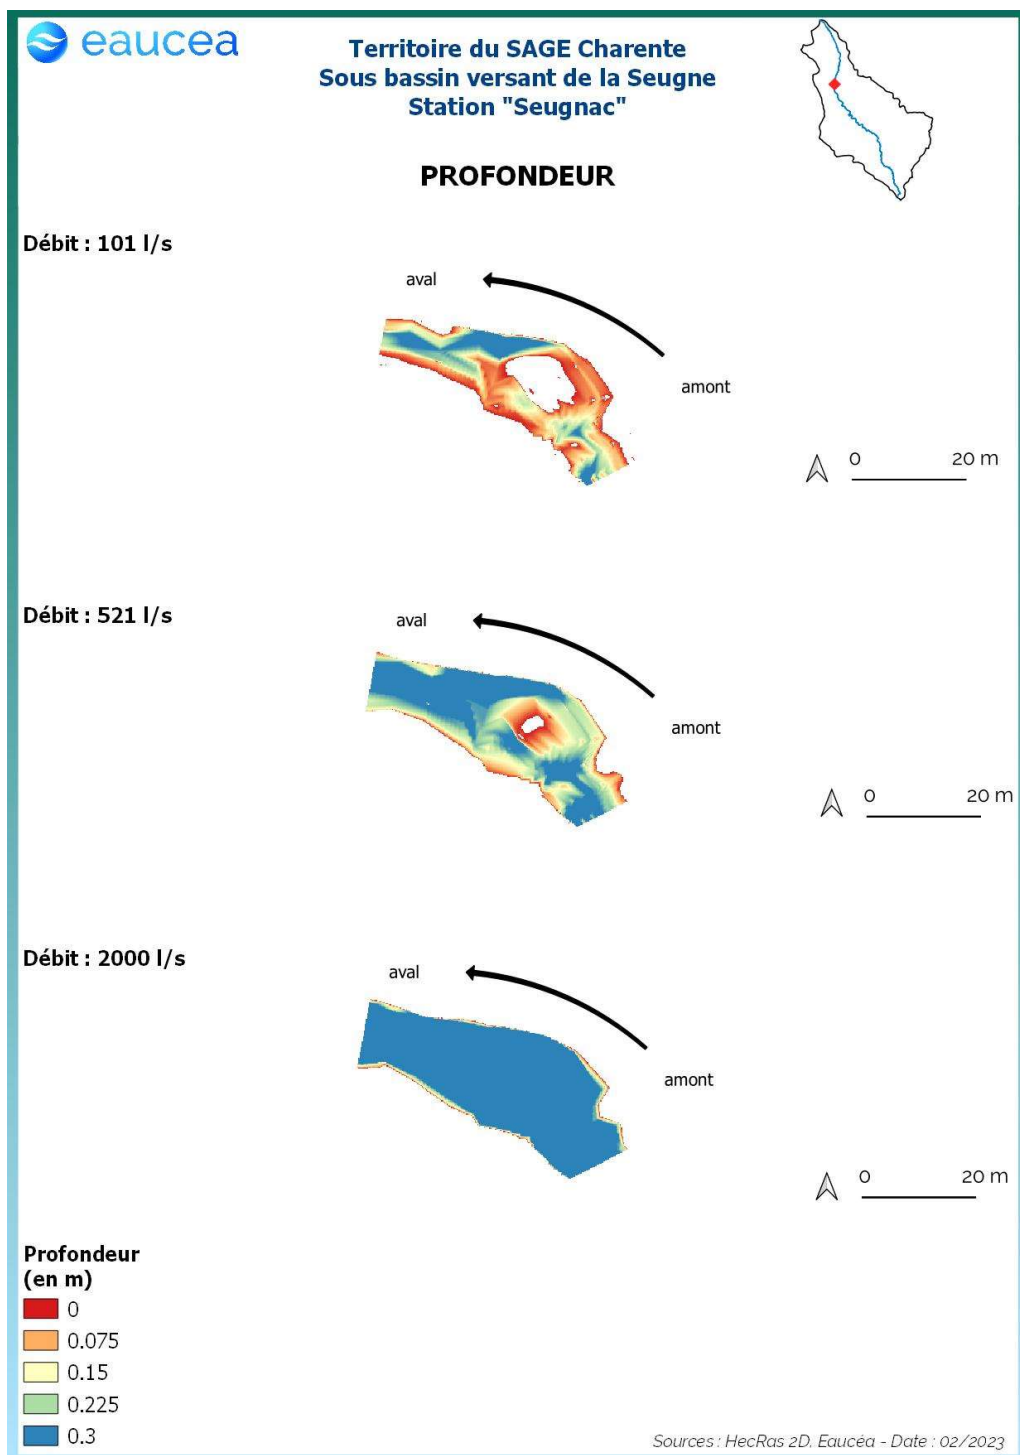 eaucea
Territoire du SAGE Charente
Sous bassin versant de la Seugne
Station "Seugnac"
PROFONDEUR
Débit : 101 l/s
aval
amont
0 20 m
Débit : 521 l/s
aval
amont
0 20 m
Débit : 2000 l/s
aval
amont
0 20 m
Profondeur
(en m)
0
0.075
0.15
0.225
0.3
Sources : HecRas 2D, Eaucéa - Date : 02/2023